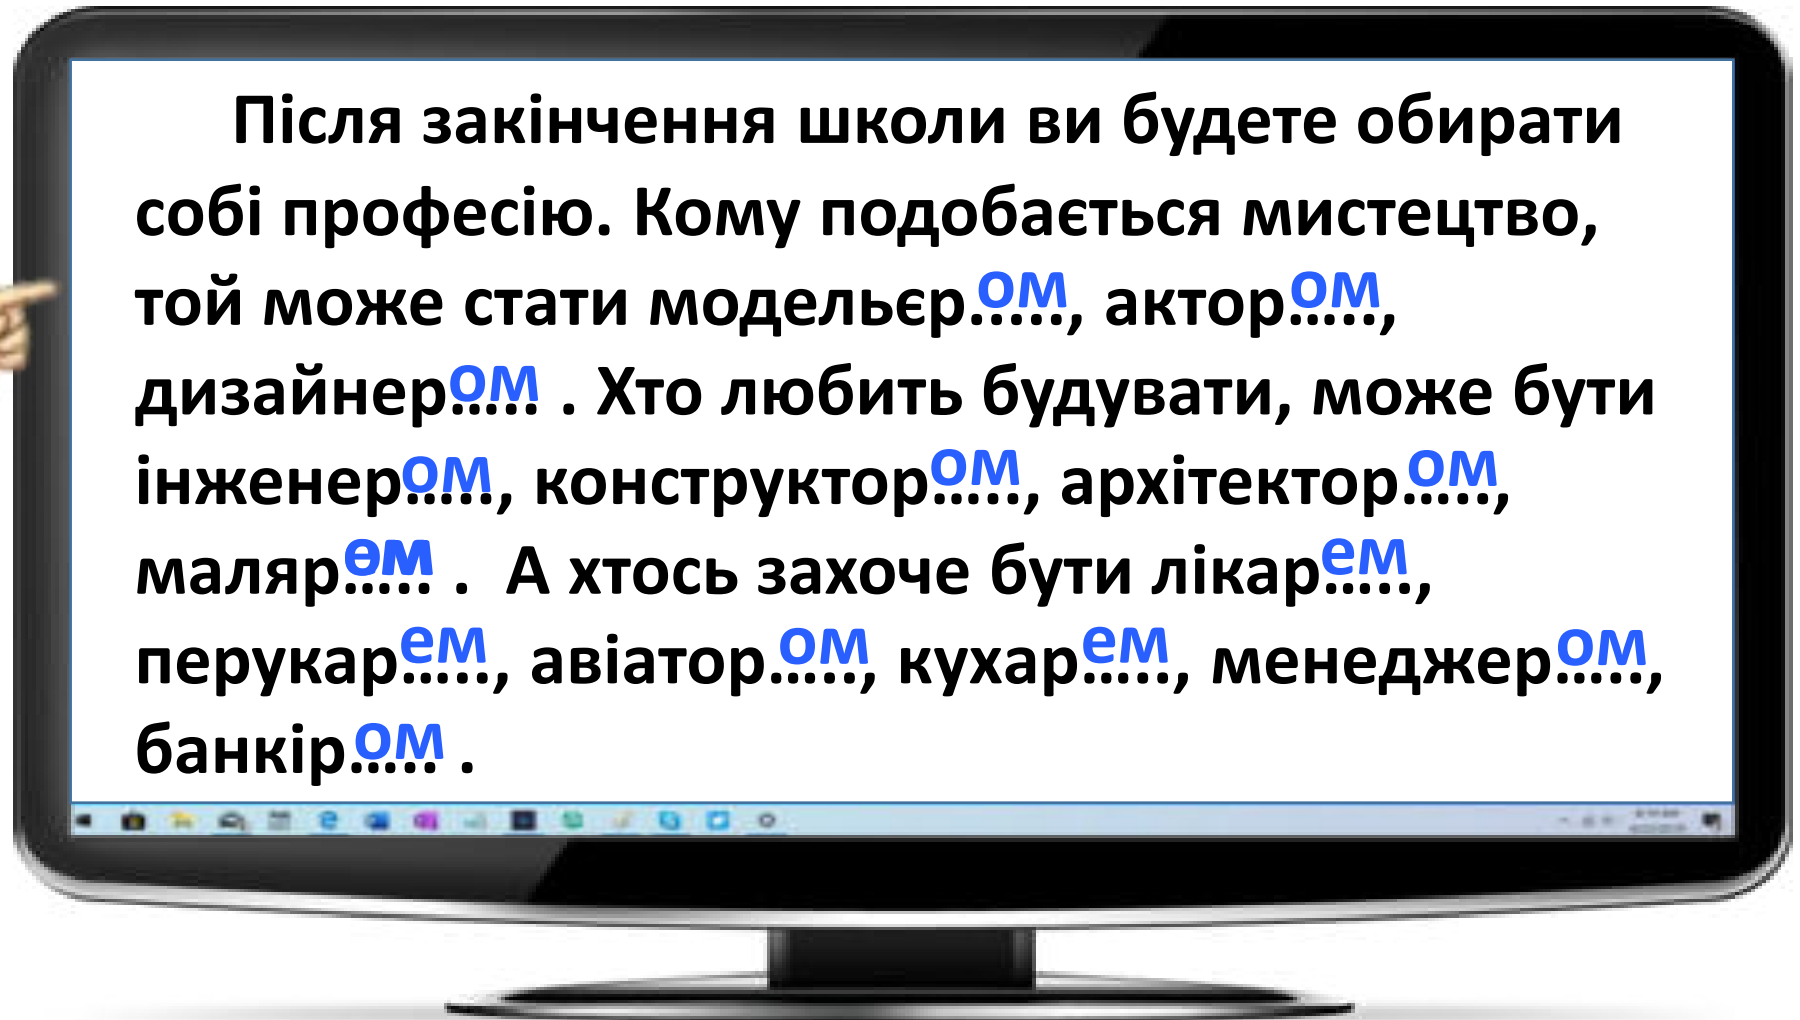 Після закінчення школи ви будете обирати
собі професію. Кому подобається мистецтво,
той може стати модельєр.....ом, актор.....ом,
дизайнер.....ом . Хто любить будувати, може бути
інженер.....ом, конструктор.....ом, архітектор.....ом,
маляр..... . А хтось захоче бути лікар.....ем,
перукар.....ем, авіатор.....ом, кухар.....ем, менеджер.....ом,
банкір.....ом .